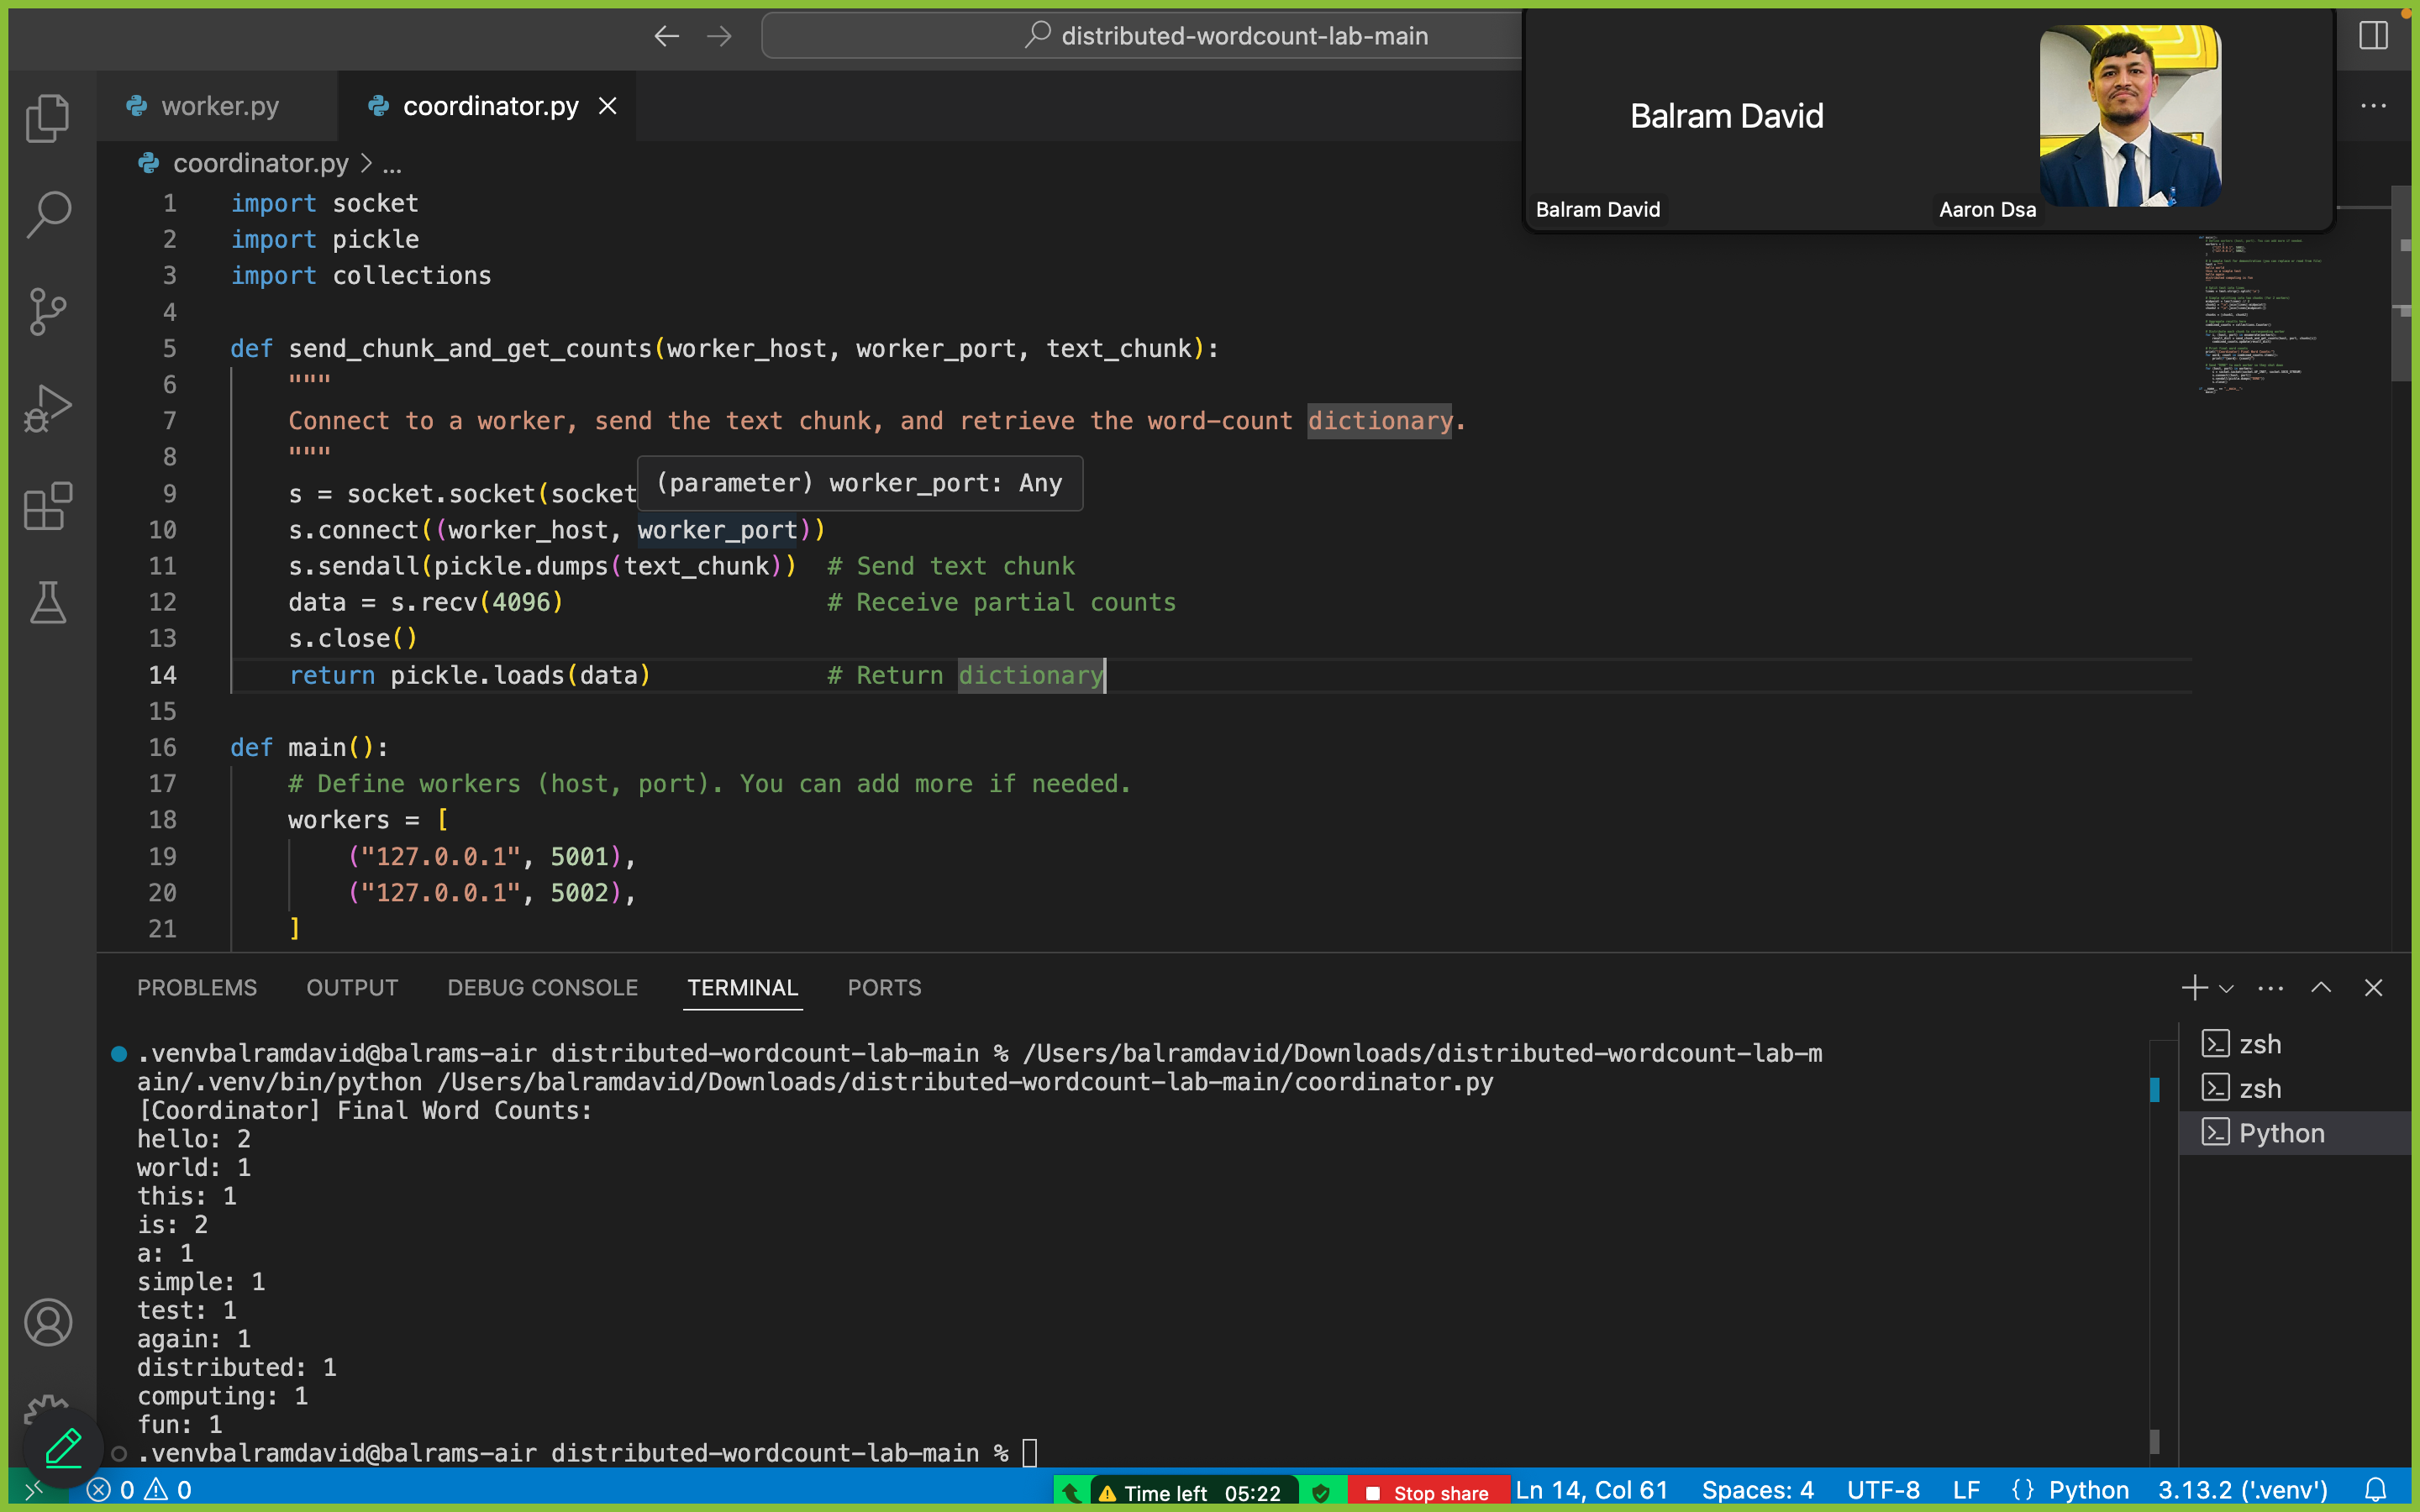 distributed-wordcount-lab-main
Balram David
Balram David
Aaron Dsa
worker.py
coordinator.py
coordinator.py > ...
1 import socket
2 import pickle
3 import collections
4
5 def send_chunk_and_get_counts(worker_host, worker_port, text_chunk):
6 """
7 Connect to a worker, send the text chunk, and retrieve the word-count dictionary.
8 """
(parameter) worker_port: Any
9 s = socket.socket(socket
10 s.connect((worker_host, worker_port))
11 s.sendall(pickle.dumps(text_chunk)) # Send text chunk
12 data = s.recv(4096) # Receive partial counts
13 s.close()
14 return pickle.loads(data) # Return dictionary
15
16 def main():
17 # Define workers (host, port). You can add more if needed.
18 workers = [
19 ("127.0.0.1", 5001),
20 ("127.0.0.1", 5002),
21 ]
PROBLEMS OUTPUT DEBUG CONSOLE TERMINAL PORTS
.venvbalramdavid@balrams-air distributed-wordcount-lab-main % /Users/balramdavid/Downloads/distributed-wordcount-lab-m
ain/.venv/bin/python /Users/balramdavid/Downloads/distributed-wordcount-lab-main/coordinator.py
[Coordinator] Final Word Counts:
hello: 2
world: 1
this: 1
is: 2
a: 1
simple: 1
test: 1
again: 1
distributed: 1
computing: 1
fun: 1
.venvbalramdavid@balrams-air distributed-wordcount-lab-main %
zsh
zsh
Python
0 0
Time left 05:22
Stop share
Ln 14, Col 61 Spaces: 4 UTF-8 LF {} Python 3.13.2 ('.venv')